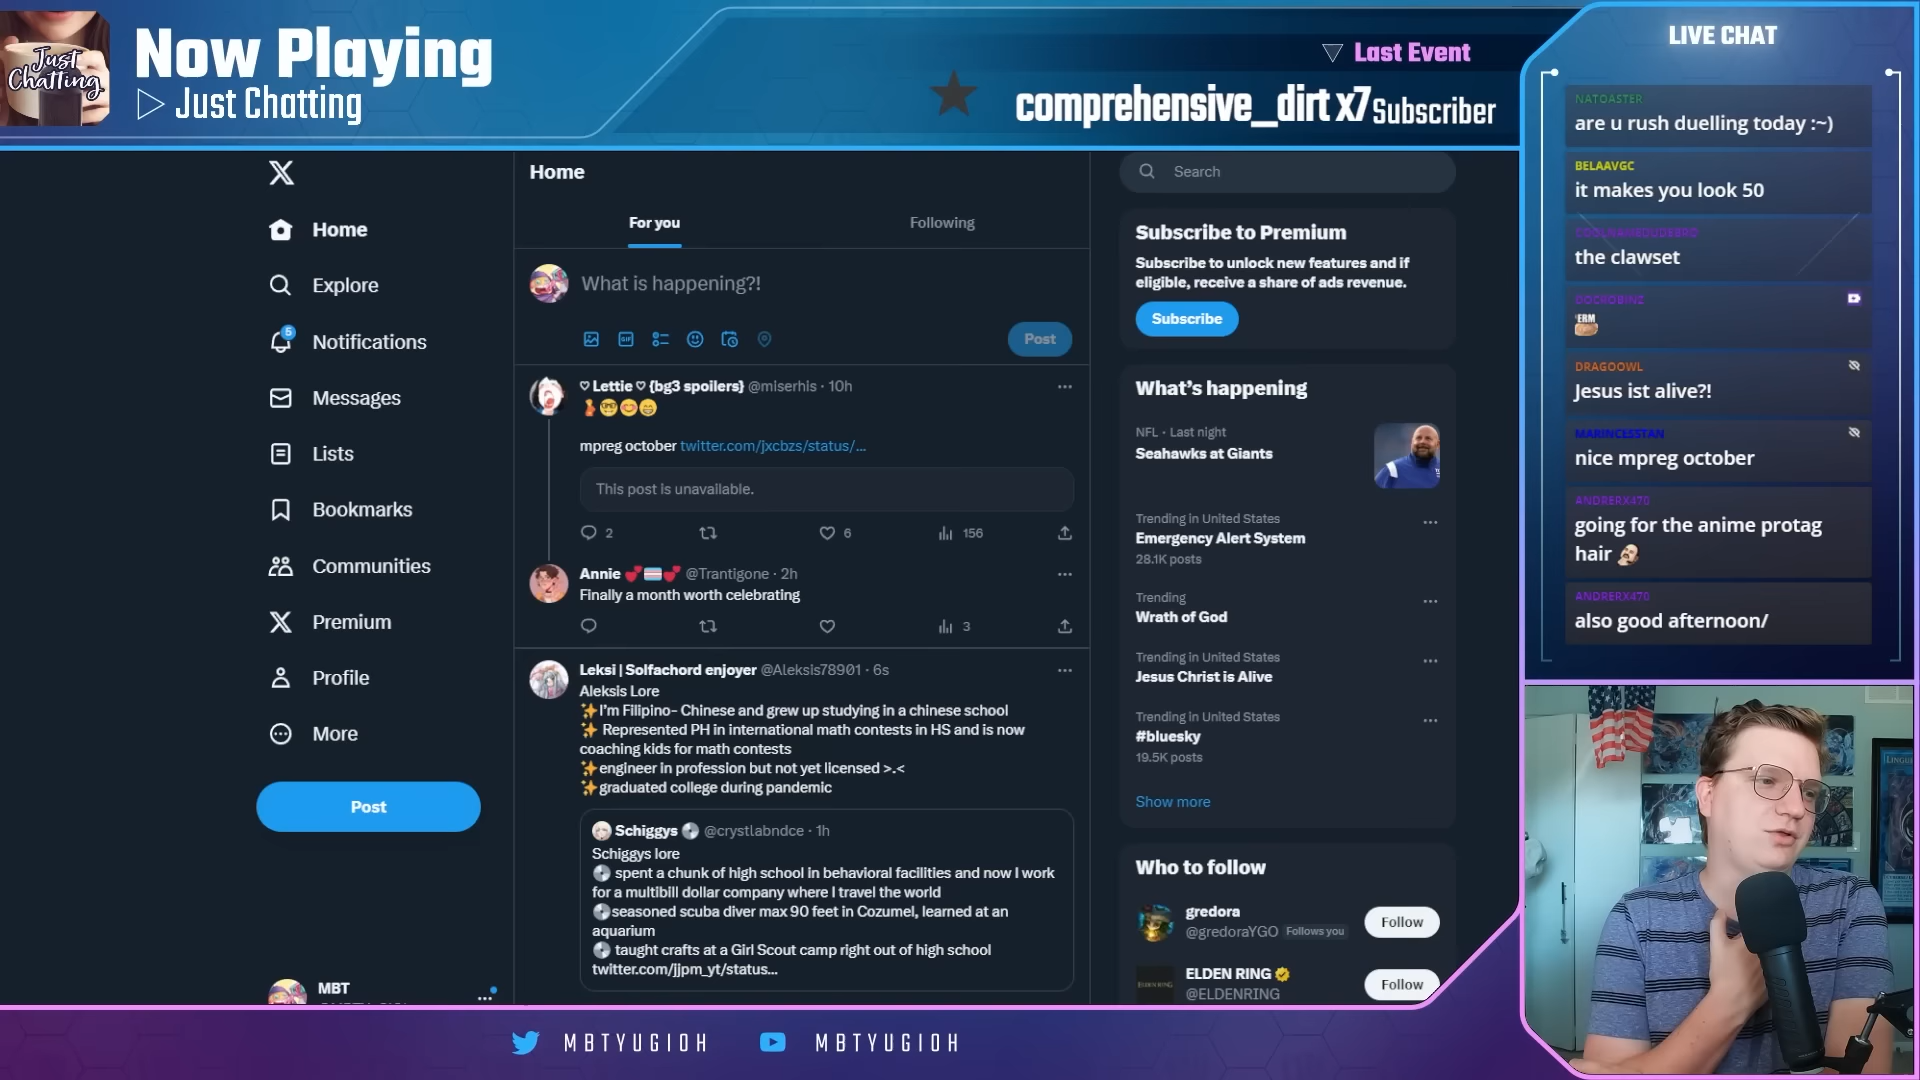 Just
Chatting
Now Playing
Just Chatting
Last Event
comprehensive_dirt x7 Subscriber
X
Home
Explore
5
Notifications
Messages
Lists
Bookmarks
Communities
Premium
Profile
More
Post
MBT
Home
For you
Following
What is happening?!
GIF
Post
♡ Lettie ♡ {bg3 spoilers} @miserhis · 10h
🫃🤓😊😁
mpreg october twitter.com/jxcbzs/status/...
This post is unavailable.
2
6
156
Annie 💕🏳️‍⚧️💕 @Trantigone · 2h
Finally a month worth celebrating
3
Leksi | Solfachord enjoyer @Aleksis78901 · 6s
Aleksis Lore
✨I'm Filipino- Chinese and grew up studying in a chinese school
✨ Represented PH in international math contests in HS and is now
coaching kids for math contests
✨engineer in profession but not yet licensed >.<
✨graduated college during pandemic
Schiggys 💿 @crystlabndce · 1h
Schiggys lore
💿 spent a chunk of high school in behavioral facilities and now I work
for a multibill dollar company where I travel the world
💿seasoned scuba diver max 90 feet in Cozumel, learned at an
aquarium
💿 taught crafts at a Girl Scout camp right out of high school
twitter.com/jjpm_yt/status...
Search
Subscribe to Premium
Subscribe to unlock new features and if
eligible, receive a share of ads revenue.
Subscribe
What's happening
NFL · Last night
Seahawks at Giants
Trending in United States
Emergency Alert System
28.1K posts
Trending
Wrath of God
Trending in United States
Jesus Christ is Alive
Trending in United States
#bluesky
19.5K posts
Show more
Who to follow
gredora
@gredoraYGO Follows you
Follow
ELDEN RING
@ELDENRING
Follow
LIVE CHAT
NATOASTER
are u rush duelling today :~)
BELAAVGC
it makes you look 50
COOLNAMEDUDEBRO
the clawset
DOCROBINZ
ERM
DRAGOOWL
Jesus ist alive?!
MARINCESSTAN
nice mpreg october
ANDRERX470
going for the anime protag
hair
ANDRERX470
also good afternoon/
MBTYUGIOH
MBTYUGIOH